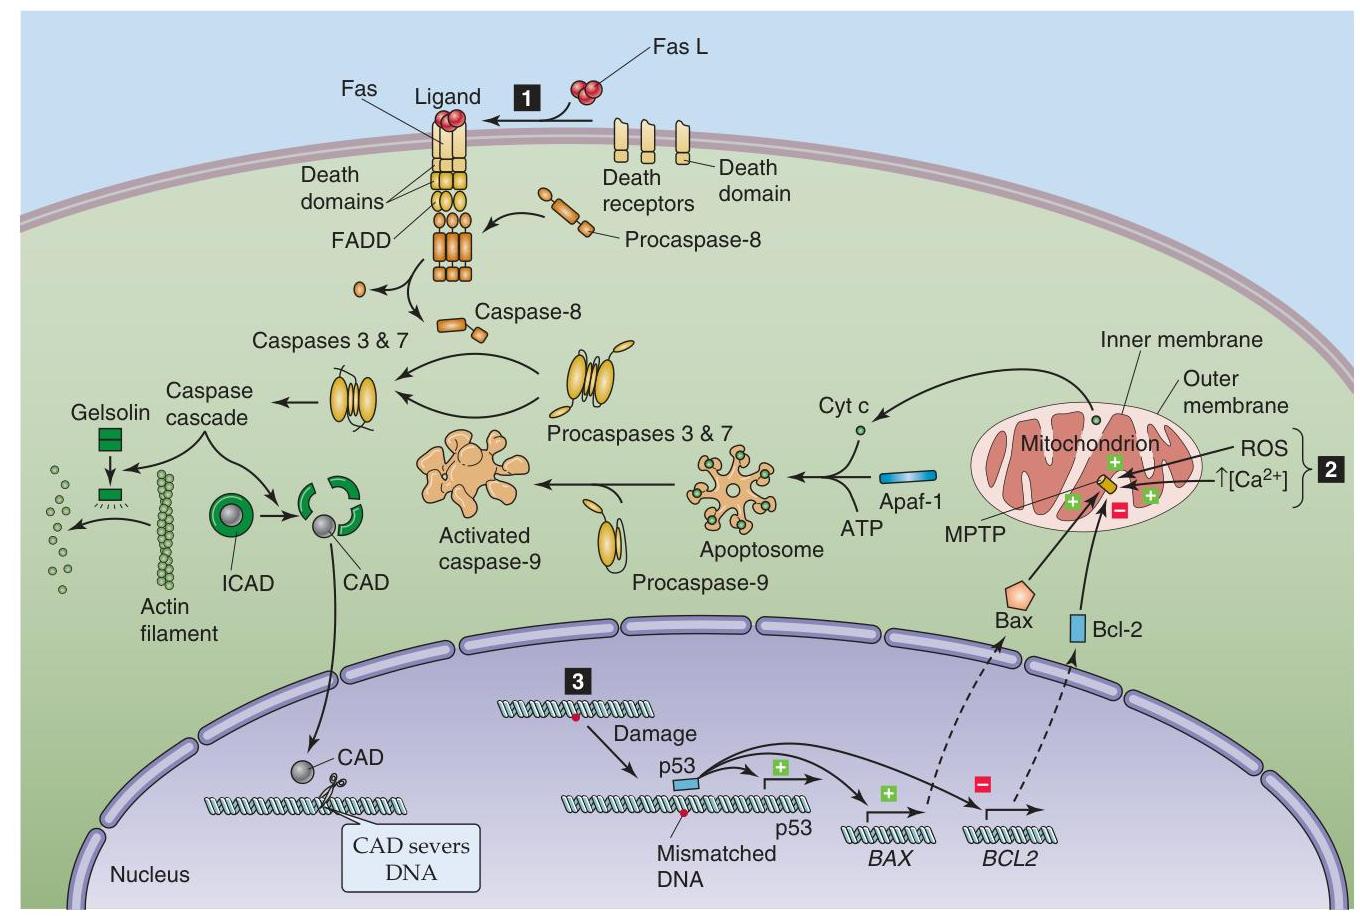 Fas L
Fas
Ligand
1
Death
domains
Death
receptors
Death
domain
FADD
Procaspase-8
Caspase-8
Caspases 3 & 7
Inner membrane
Outer
membrane
Caspase
cascade
Gelsolin
Cyt c
Procaspases 3 & 7
Mitochondrion
ROS
↑[Ca²⁺]
2
+
+
+
−
Apaf-1
ATP
MPTP
Activated
caspase-9
Apoptosome
Procaspase-9
ICAD
CAD
Actin
filament
Bax
Bcl-2
3
Damage
p53
+
+
−
CAD
p53
Mismatched
DNA
BAX
BCL2
CAD severs
DNA
Nucleus